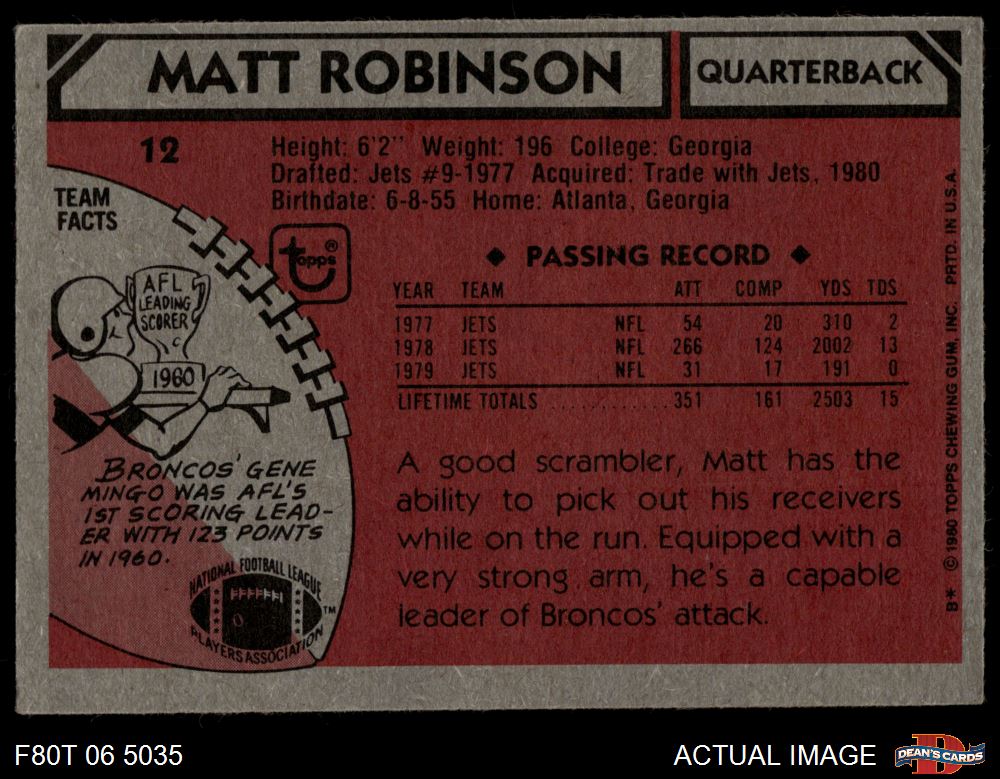 MATT ROBINSON
QUARTERBACK
12
Height: 6'2" Weight: 196 College: Georgia
Drafted: Jets #9-1977 Acquired: Trade with Jets, 1980
Birthdate: 6-8-55 Home: Atlanta, Georgia
TEAM
FACTS
topps®
AFL
LEADING
SCORER
1960
BRONCOS' GENE
MINGO WAS AFL'S
1ST SCORING LEAD-
ER WITH 123 POINTS
IN 1960.
NATIONAL FOOTBALL LEAGUE
PLAYERS ASSOCIATION
TM
◆ PASSING RECORD ◆
YEAR TEAM ATT COMP YDS TDS
1977 JETS NFL 54 20 310 2
1978 JETS NFL 266 124 2002 13
1979 JETS NFL 31 17 191 0
LIFETIME TOTALS ............ 351 161 2503 15
A good scrambler, Matt has the
ability to pick out his receivers
while on the run. Equipped with a
very strong arm, he's a capable
leader of Broncos' attack.
B* © 1980 TOPPS CHEWING GUM, INC. PRTD. IN U.S.A.
F80T 06 5035
ACTUAL IMAGE
D
DEAN'S CARDS